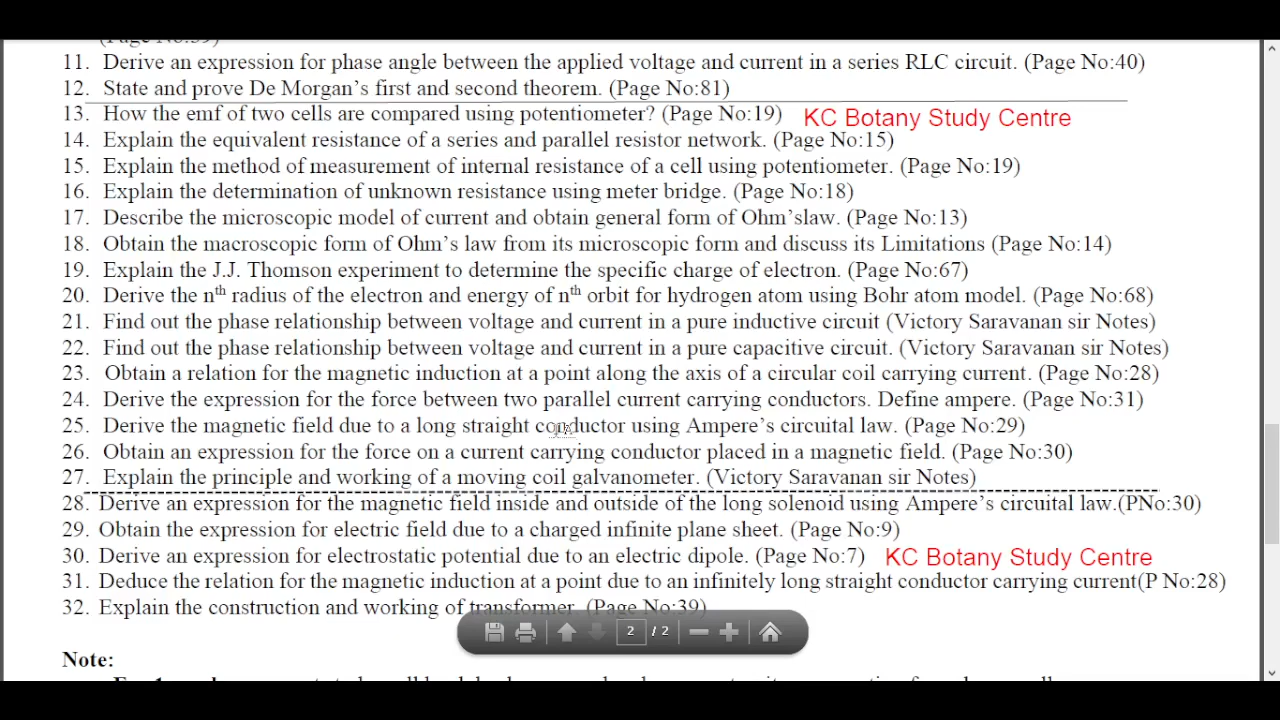 (Page No:39)
11. Derive an expression for phase angle between the applied voltage and current in a series RLC circuit. (Page No:40)
12. State and prove De Morgan's first and second theorem. (Page No:81)
13. How the emf of two cells are compared using potentiometer? (Page No:19) KC Botany Study Centre
14. Explain the equivalent resistance of a series and parallel resistor network. (Page No:15)
15. Explain the method of measurement of internal resistance of a cell using potentiometer. (Page No:19)
16. Explain the determination of unknown resistance using meter bridge. (Page No:18)
17. Describe the microscopic model of current and obtain general form of Ohm'slaw. (Page No:13)
18. Obtain the macroscopic form of Ohm's law from its microscopic form and discuss its Limitations (Page No:14)
19. Explain the J.J. Thomson experiment to determine the specific charge of electron. (Page No:67)
20. Derive the nth radius of the electron and energy of nth orbit for hydrogen atom using Bohr atom model. (Page No:68)
21. Find out the phase relationship between voltage and current in a pure inductive circuit (Victory Saravanan sir Notes)
22. Find out the phase relationship between voltage and current in a pure capacitive circuit. (Victory Saravanan sir Notes)
23. Obtain a relation for the magnetic induction at a point along the axis of a circular coil carrying current. (Page No:28)
24. Derive the expression for the force between two parallel current carrying conductors. Define ampere. (Page No:31)
25. Derive the magnetic field due to a long straight conductor using Ampere's circuital law. (Page No:29)
26. Obtain an expression for the force on a current carrying conductor placed in a magnetic field. (Page No:30)
27. Explain the principle and working of a moving coil galvanometer. (Victory Saravanan sir Notes)
28. Derive an expression for the magnetic field inside and outside of the long solenoid using Ampere's circuital law.(PNo:30)
29. Obtain the expression for electric field due to a charged infinite plane sheet. (Page No:9)
30. Derive an expression for electrostatic potential due to an electric dipole. (Page No:7) KC Botany Study Centre
31. Deduce the relation for the magnetic induction at a point due to an infinitely long straight conductor carrying current(P No:28)
32. Explain the construction and working of transformer. (Page No:39)
2 / 2
Note: